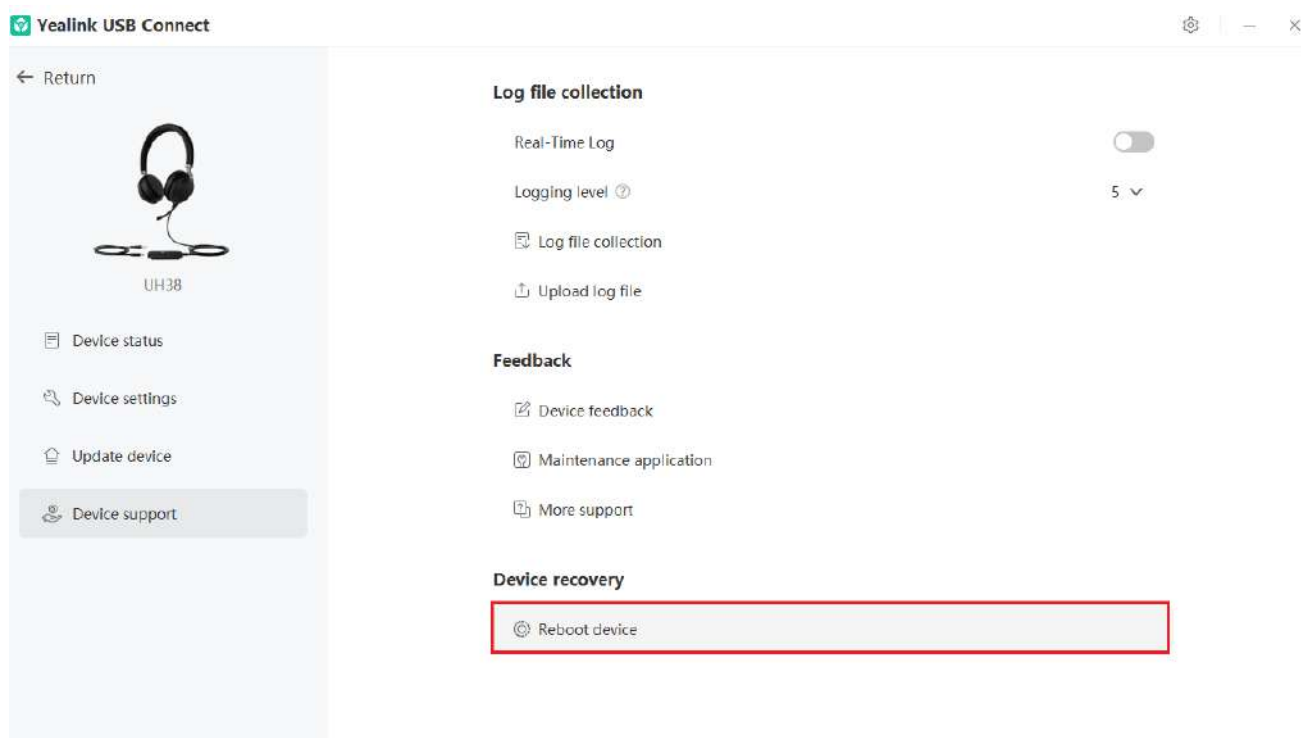 Yealink USB Connect
Return
UH38
Device status
Device settings
Update device
Device support
Log file collection
Real-Time Log
Logging level
5
Log file collection
Upload log file
Feedback
Device feedback
Maintenance application
More support
Device recovery
Reboot device